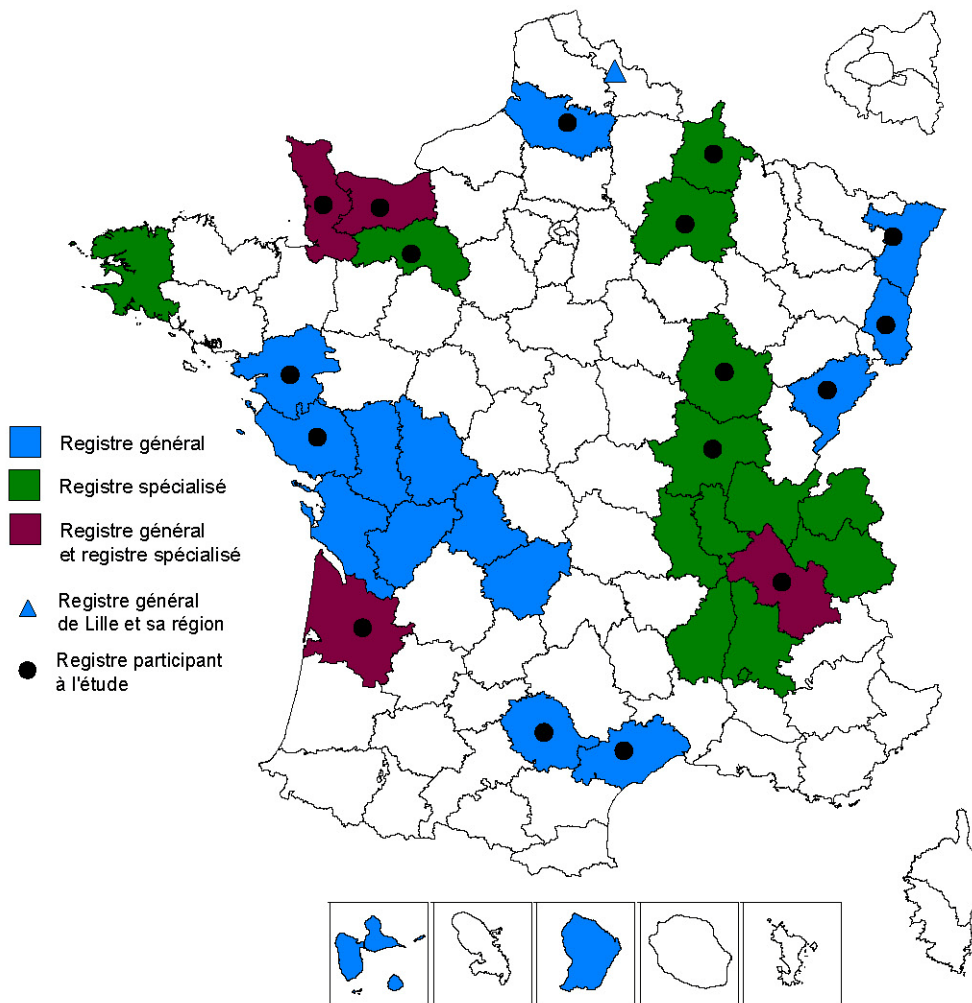 Registre général
Registre spécialisé
Registre général
et registre spécialisé
Registre général
de Lille et sa région
Registre participant
à l'étude